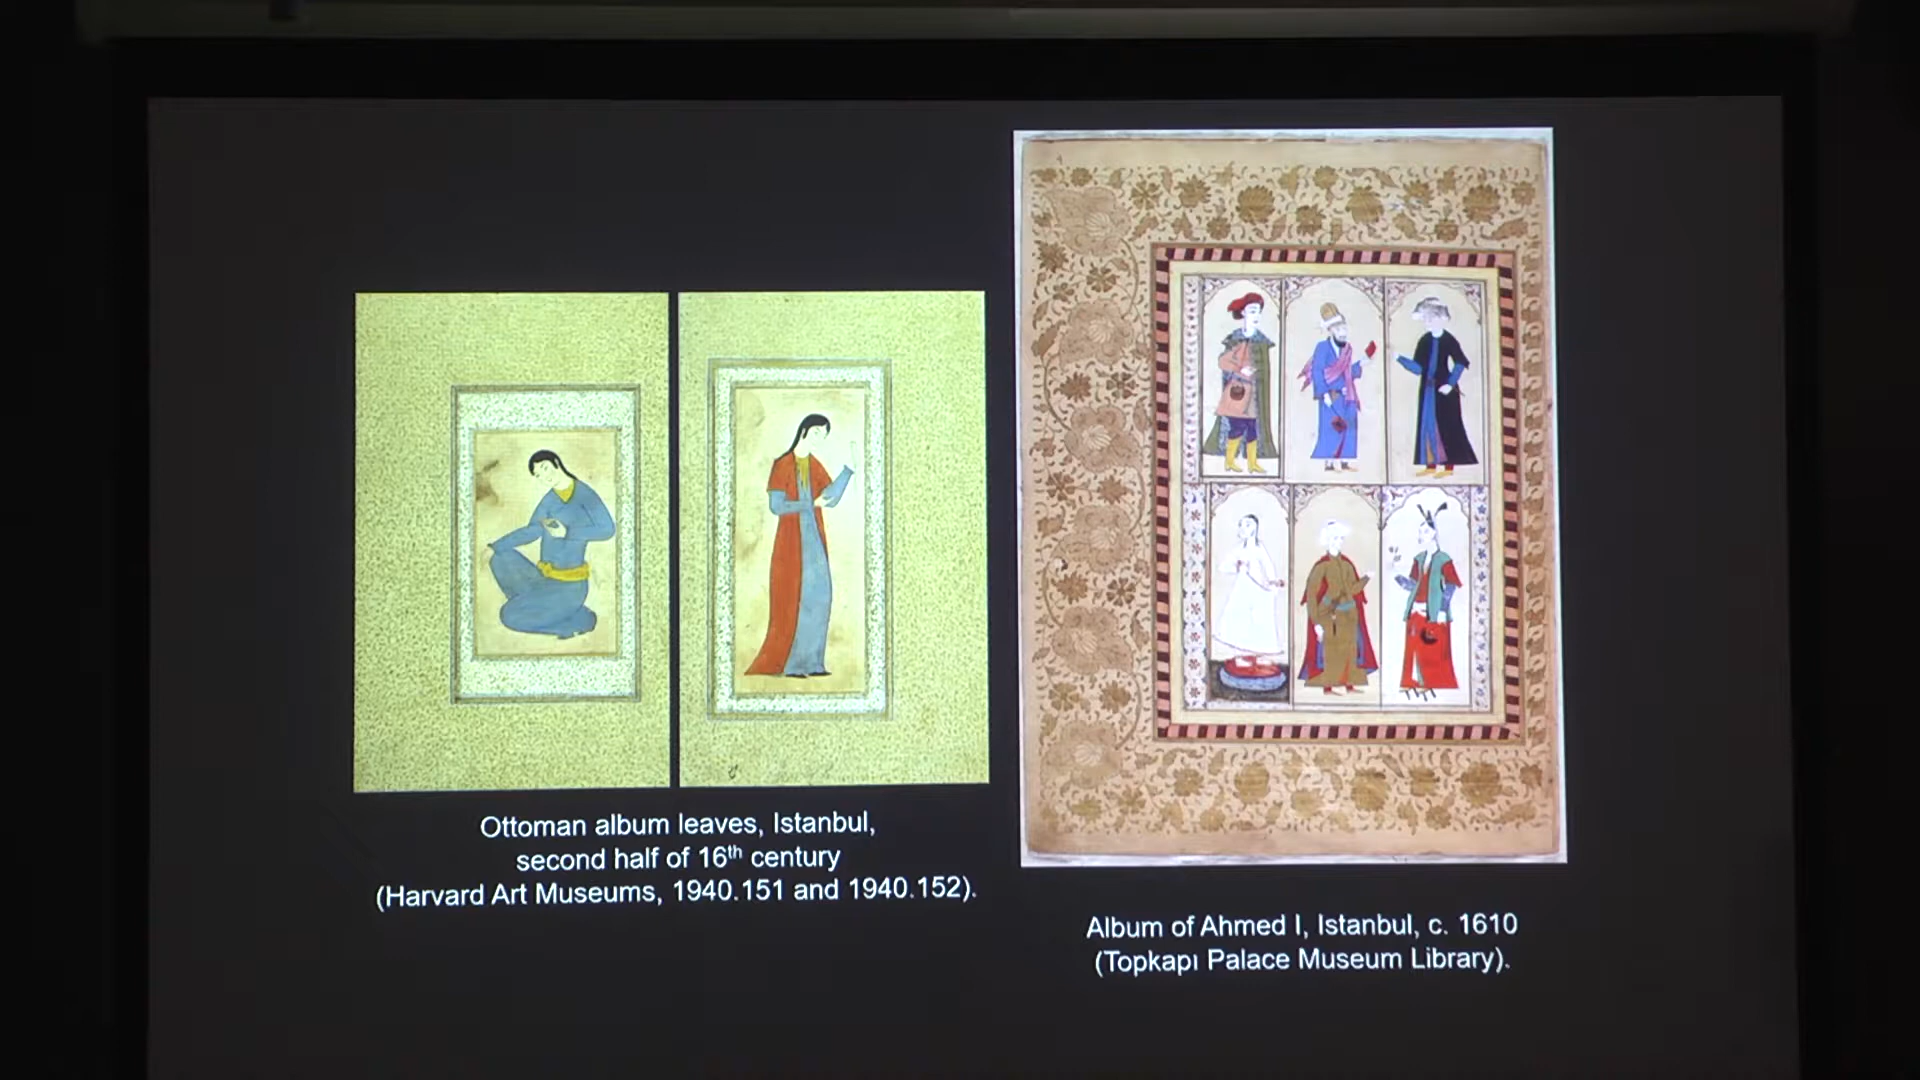 Ottoman album leaves, Istanbul,
second half of 16th century
(Harvard Art Museums, 1940.151 and 1940.152).
Album of Ahmed I, Istanbul, c. 1610
(Topkapı Palace Museum Library).